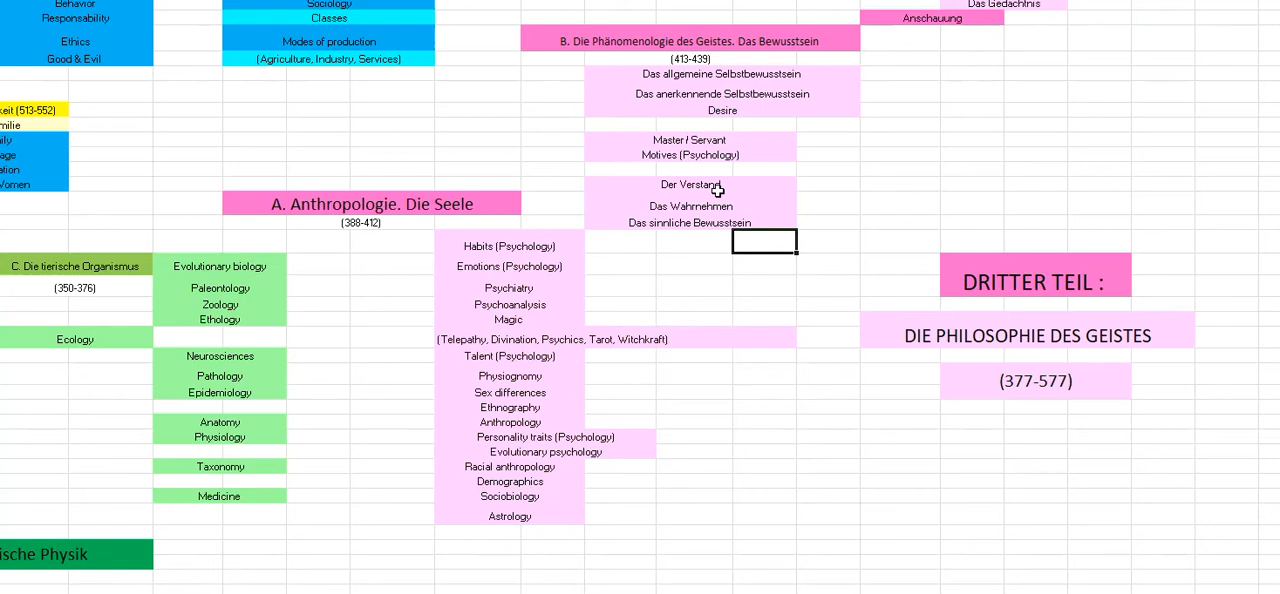 Behavior
Responsability
Ethics
Good & Evil
Sociology
Classes
Modes of production
(Agriculture, Industry, Services)
Das Gedächtnis
Anschauung
B. Die Phänomenologie des Geistes. Das Bewusstsein
(413-439)
Das allgemeine Selbstbewusstsein
Das anerkennende Selbstbewusstsein
Desire
Master / Servant
Motives (Psychology)
Der Verstand
Das Wahrnehmen
Das sinnliche Bewusstsein
keit (513-552)
milie
ily
age
ation
Women
A. Anthropologie. Die Seele
(388-412)
Habits (Psychology)
Emotions (Psychology)
Psychiatry
Psychoanalysis
Magic
(Telepathy, Divination, Psychics, Tarot, Witchkraft)
Talent (Psychology)
Physiognomy
Sex differences
Ethnography
Anthropology
Personality traits (Psychology)
Evolutionary psychology
Racial anthropology
Demographics
Sociobiology
Astrology
C. Die tierische Organismus
(350-376)
Ecology
Evolutionary biology
Paleontology
Zoology
Ethology
Neurosciences
Pathology
Epidemiology
Anatomy
Physiology
Taxonomy
Medicine
ische Physik
DRITTER TEIL :
DIE PHILOSOPHIE DES GEISTES
(377-577)